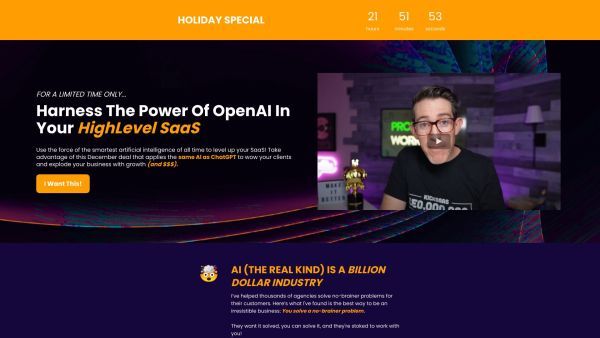 HOLIDAY SPECIAL
21 51 53
hours minutes seconds
FOR A LIMITED TIME ONLY...
Harness The Power Of OpenAI In
Your HighLevel SaaS
Use the force of the smartest artificial intelligence of all time to level up your SaaS! Take
advantage of this December deal that applies the same AI as ChatGPT to wow your clients
and explode your business with growth (and $$$).
I Want This!
MAKE IT
BETTER
KICKSAAS
AI (THE REAL KIND) IS A BILLION
DOLLAR INDUSTRY
I've helped thousands of agencies solve no-brainer problems for
their customers. Here's what I've found is the best way to be an
irresistible business: You solve a no-brainer problem.
They want it solved, you can solve it, and they're stoked to work with
you!